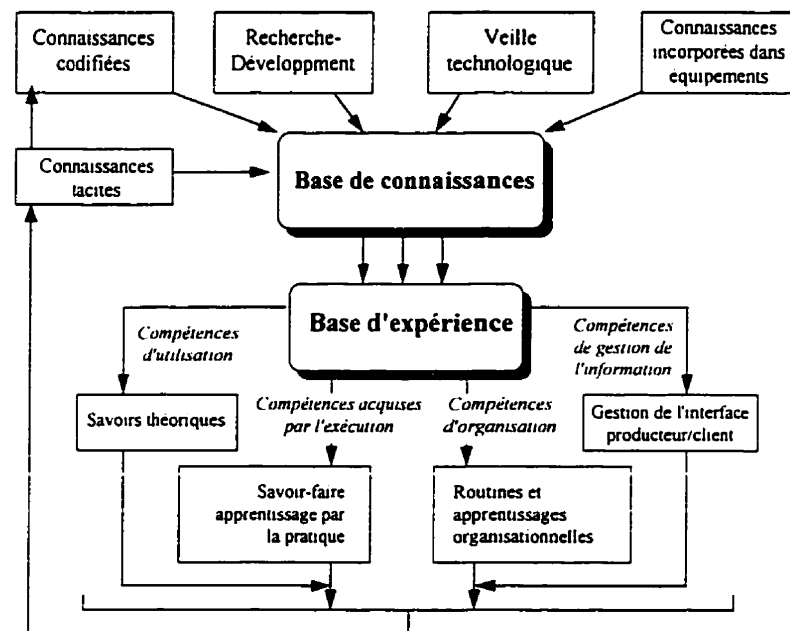 Connaissances
codifiées
Recherche-
Développment
Veille
technologique
Connaissances
incorporées dans
équipements
Connaissances
tacites
Base de connaissances
Base d'expérience
Compétences
d'utilisation
Compétences
de gestion de
l'information
Savoirs théoriques
Compétences acquises
par l'exécution
Compétences
d'organisation
Gestion de l'interface
producteur/client
Savoir-faire
apprentissage par
la pratique
Routines et
apprentissages
organisationnelles